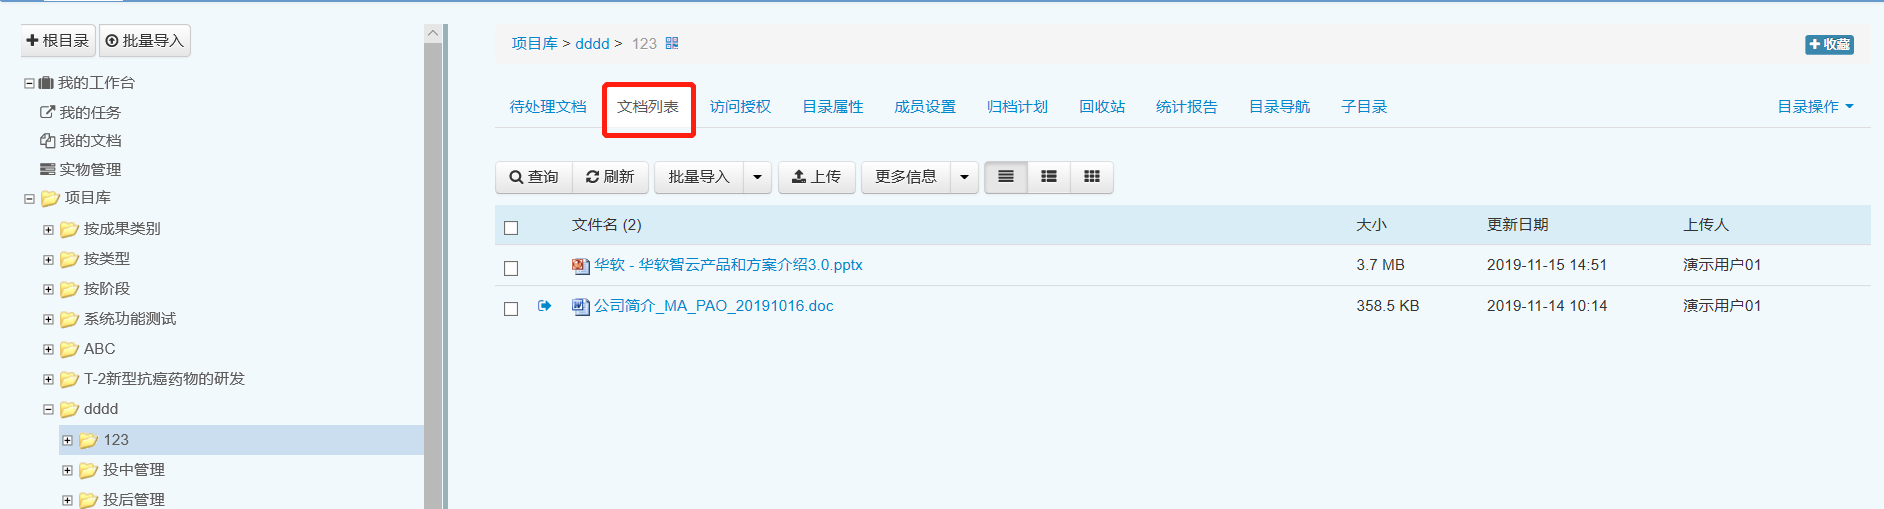 根目录 批量导入
我的工作台
我的任务
我的文档
实物管理
项目库
按成果类别
按类型
按阶段
系统功能测试
ABC
T-2新型抗癌药物的研发
dddd
123
投中管理
投后管理
项目库 > dddd > 123
收藏
待处理文档 文档列表 访问授权 目录属性 成员设置 归档计划 回收站 统计报告 目录导航 子目录 目录操作
查询 刷新 批量导入 上传 更多信息
文件名 (2) 大小 更新日期 上传人
华软 - 华软智云产品和方案介绍3.0.pptx 3.7 MB 2019-11-15 14:51 演示用户01
公司简介_MA_PAO_20191016.doc 358.5 KB 2019-11-14 10:14 演示用户01